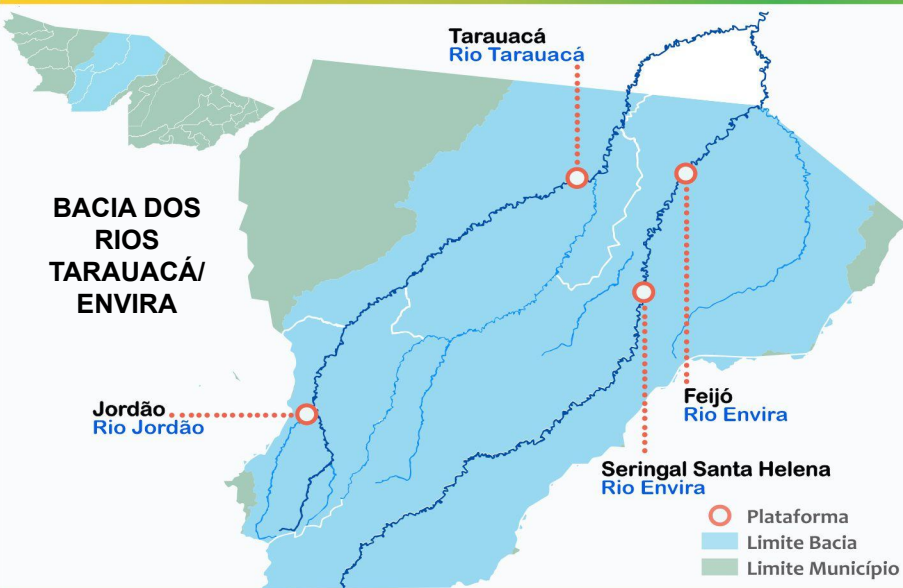 Tarauacá
Rio Tarauacá
BACIA DOS
RIOS
TARAUACÁ/
ENVIRA
Jordão
Rio Jordão
Feijó
Rio Envira
Seringal Santa Helena
Rio Envira
Plataforma
Limite Bacia
Limite Município